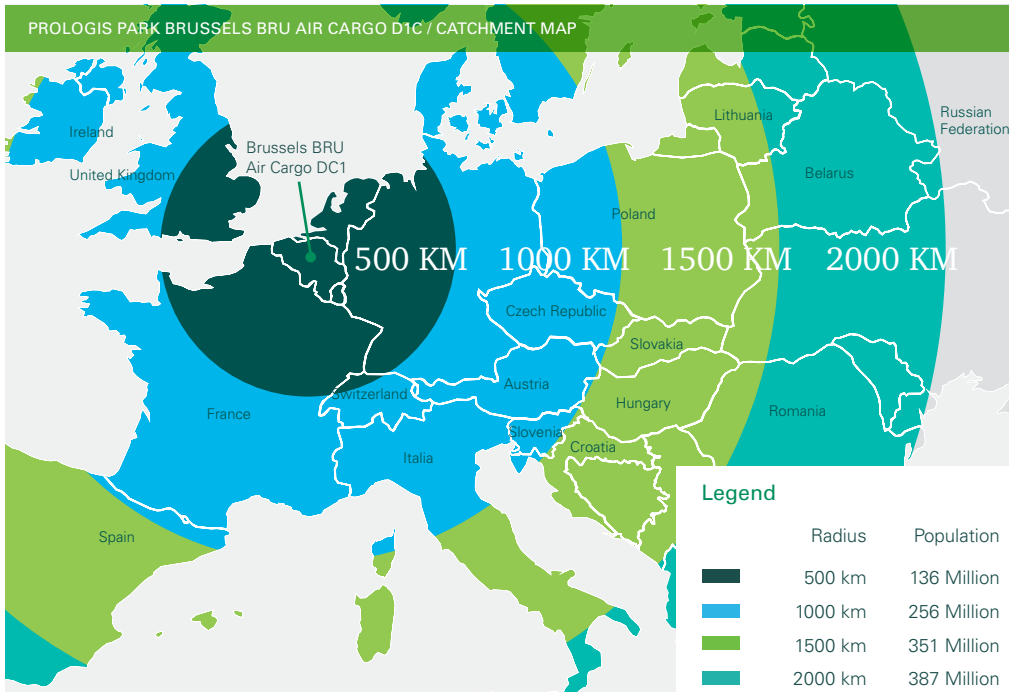 PROLOGIS PARK BRUSSELS BRU AIR CARGO D1C / CATCHMENT MAP
Russian
Federation
Lithuania
Ireland
Brussels BRU
Air Cargo DC1
United Kingdom
Belarus
Poland
500 KM
1000 KM
1500 KM
2000 KM
Czech Republic
Slovakia
Austria
Switzerland
Hungary
Romania
France
Slovenia
Croatia
Italia
Spain
Legend
Radius Population
500 km 136 Million
1000 km 256 Million
1500 km 351 Million
2000 km 387 Million